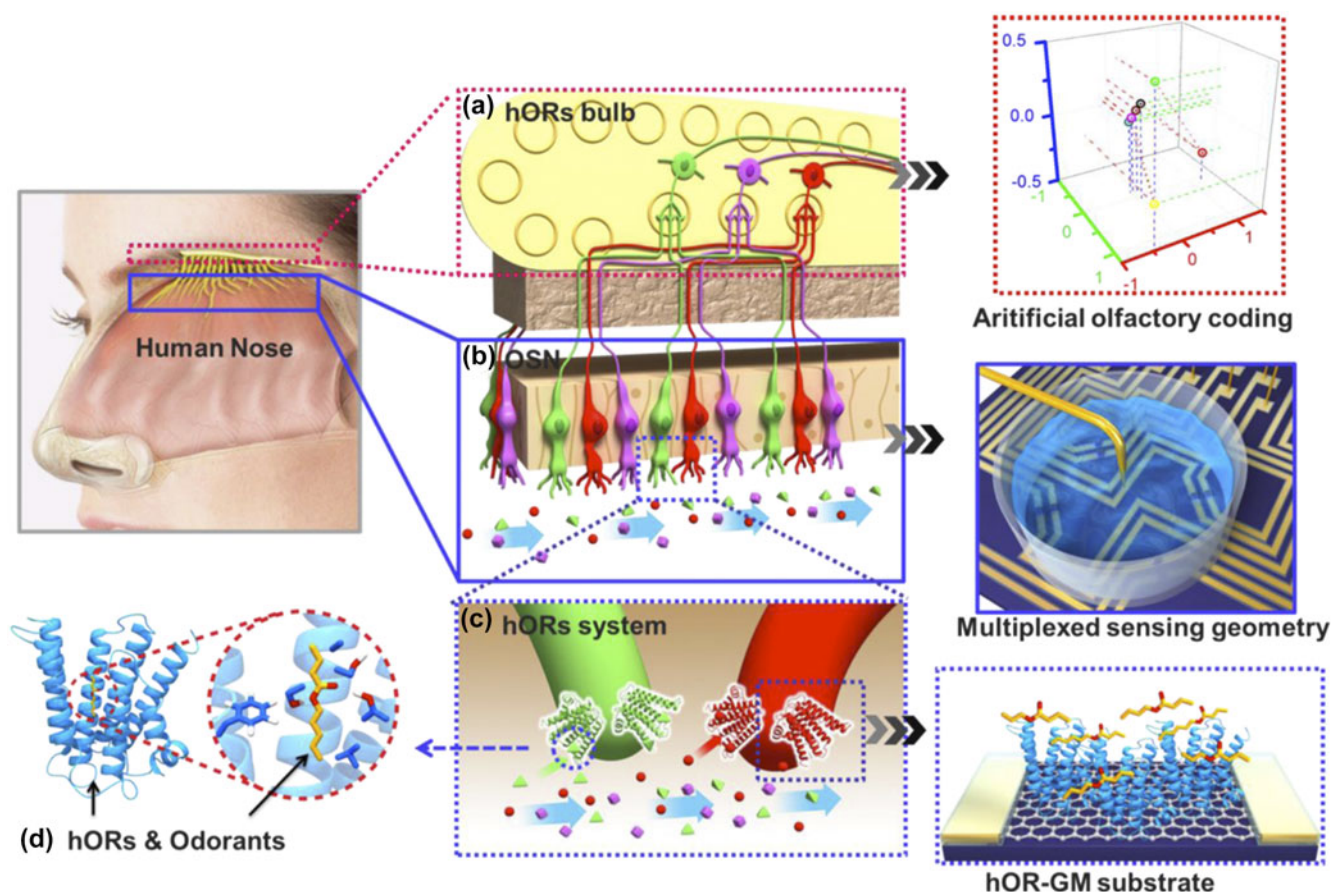 (a) hORs bulb
0.5
0.0
-0.5
-1
0
1
-1
0
1
Aritificial olfactory coding
Human Nose
(b) OSN
Multiplexed sensing geometry
(c) hORs system
(d) hORs & Odorants
hOR-GM substrate